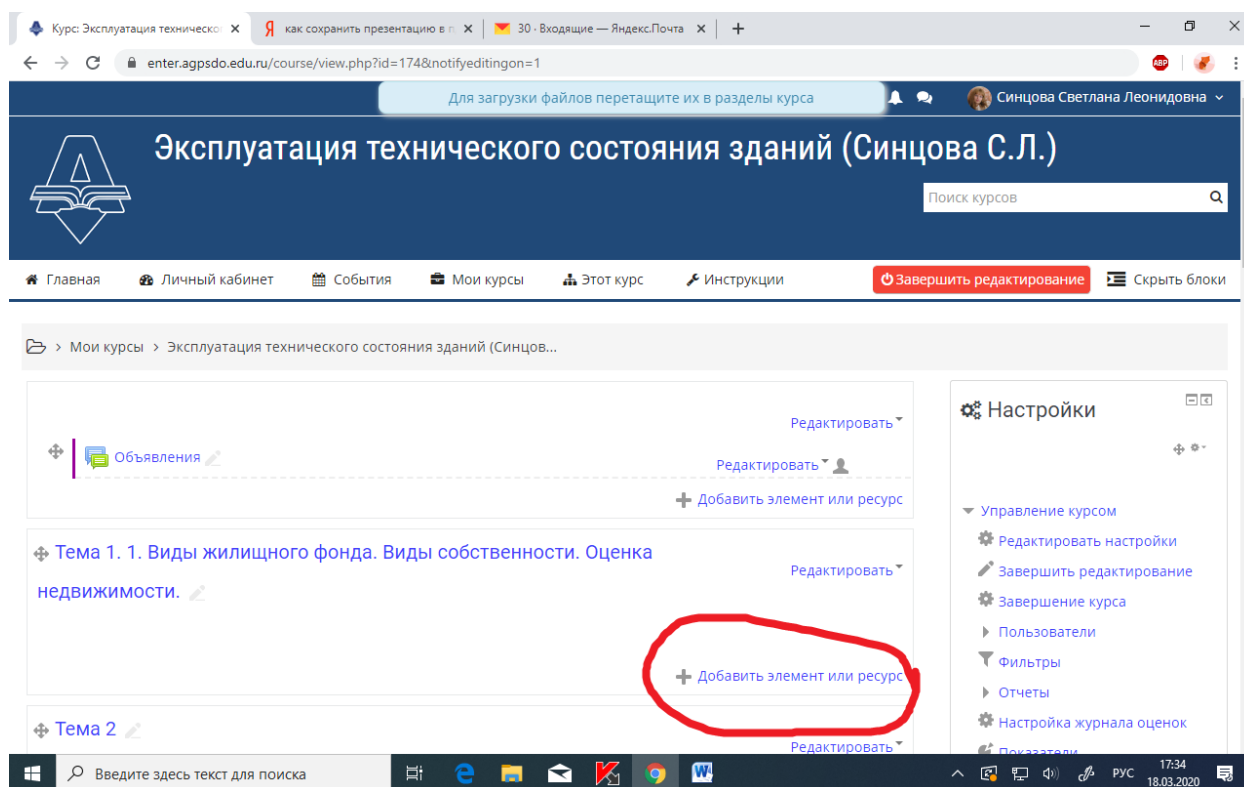 Курс: Эксплуатация техническо
как сохранить презентацию в п
30 · Входящие — Яндекс.Почта
enter.agpsdo.edu.ru/course/view.php?id=174&notifyeditingon=1
ABP
Для загрузки файлов перетащите их в разделы курса
Синцова Светлана Леонидовна
Эксплуатация технического состояния зданий (Синцова С.Л.)
Поиск курсов
Главная Личный кабинет События Мои курсы Этот курс Инструкции Завершить редактирование Скрыть блоки
> Мои курсы > Эксплуатация технического состояния зданий (Синцов...
Редактировать
Объявления
Редактировать
+ Добавить элемент или ресурс
Тема 1. 1. Виды жилищного фонда. Виды собственности. Оценка
недвижимости.
Редактировать
+ Добавить элемент или ресурс
Тема 2
Редактировать
Настройки
Управление курсом
Редактировать настройки
Завершить редактирование
Завершение курса
Пользователи
Фильтры
Отчеты
Настройка журнала оценок
Показатели
Введите здесь текст для поиска
РУС
17:34
18.03.2020